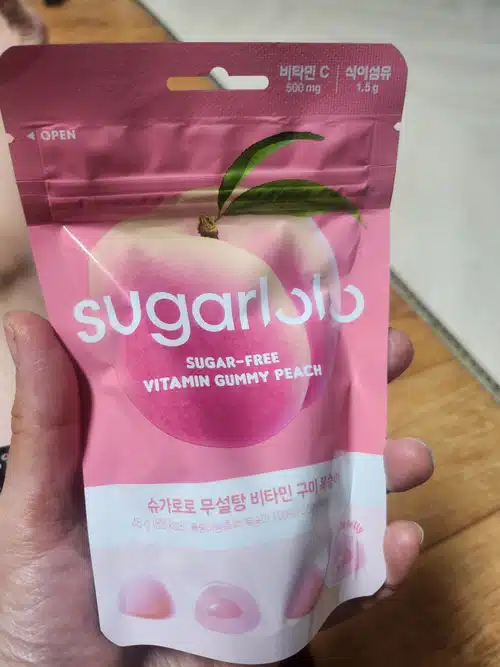 비타민 C
500 mg
식이섬유
1.5 g
◄ OPEN
sugarlolo
SUGAR-FREE
VITAMIN GUMMY PEACH
슈가로로 무설탕 비타민 구미